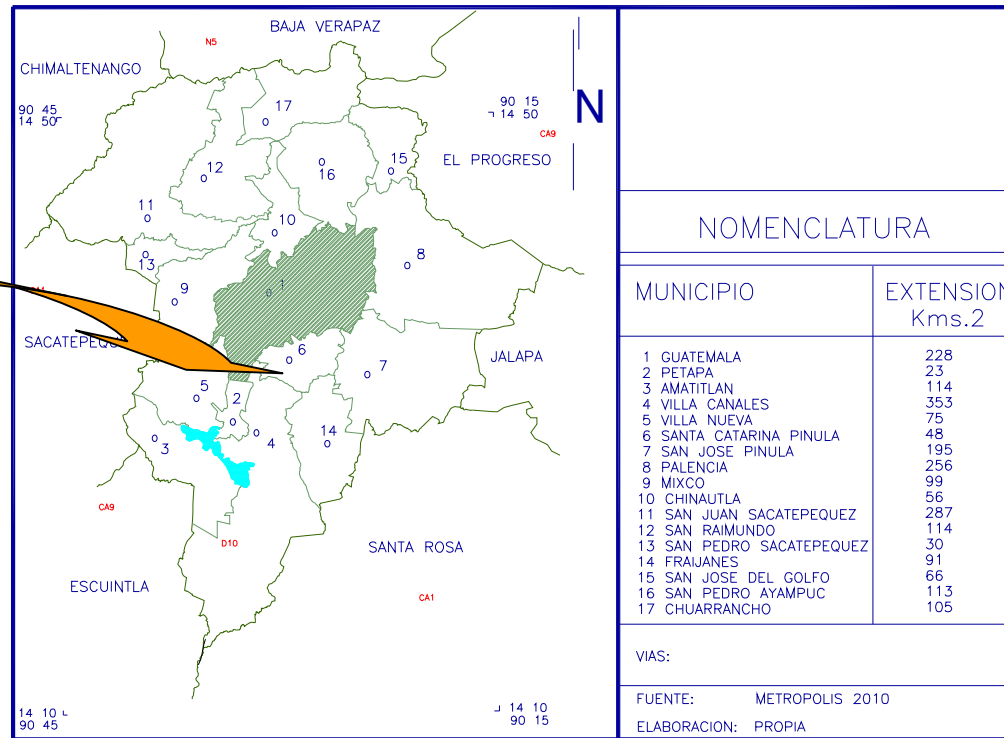 BAJA VERAPAZ
N5
CHIMALTENANGO
90 45
14 50
17
90 15
14 50
N
CA9
12
16
15
EL PROGRESO
11
10
13
8
9
1
SACATEPEQU
6
7
JALAPA
5
2
3
4
14
CA9
D10
SANTA ROSA
ESCUINTLA
CA1
14 10
90 45
14 10
90 15
NOMENCLATURA
MUNICIPIO EXTENSION
Kms.2
1 GUATEMALA 228
2 PETAPA 23
3 AMATITLAN 114
4 VILLA CANALES 353
5 VILLA NUEVA 75
6 SANTA CATARINA PINULA 48
7 SAN JOSE PINULA 195
8 PALENCIA 256
9 MIXCO 99
10 CHINAUTLA 56
11 SAN JUAN SACATEPEQUEZ 287
12 SAN RAIMUNDO 114
13 SAN PEDRO SACATEPEQUEZ 30
14 FRAIJANES 91
15 SAN JOSE DEL GOLFO 66
16 SAN PEDRO AYAMPUC 113
17 CHUARRANCHO 105
VIAS:
FUENTE: METROPOLIS 2010
ELABORACION: PROPIA